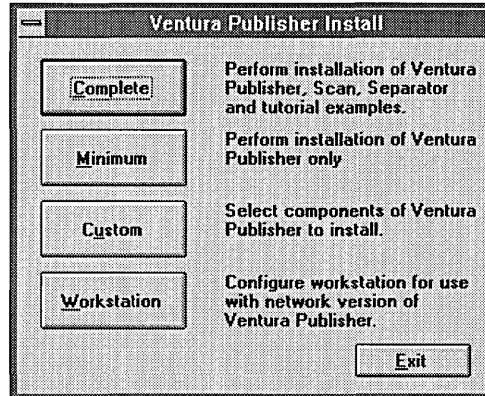 Ventura Publisher Install
Complete
Perform installation of Ventura
Publisher, Scan, Separator
and tutorial examples.
Minimum
Perform installation of Ventura
Publisher only
Custom
Select components of Ventura
Publisher to install.
Workstation
Configure workstation for use
with network version of
Ventura Publisher.
Exit